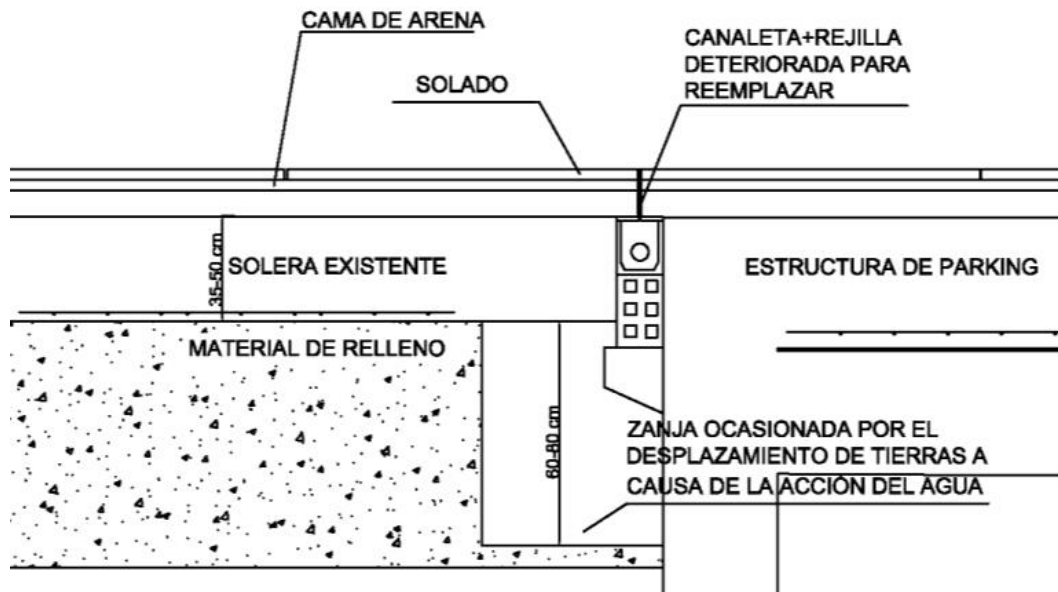 CAMA DE ARENA
CANALETA+REJILLA
DETERIORADA PARA
REEMPLAZAR
SOLADO
35-50 cm
SOLERA EXISTENTE
ESTRUCTURA DE PARKING
MATERIAL DE RELLENO
60-80 cm
ZANJA OCASIONADA POR EL
DESPLAZAMIENTO DE TIERRAS A
CAUSA DE LA ACCIÓN DEL AGUA